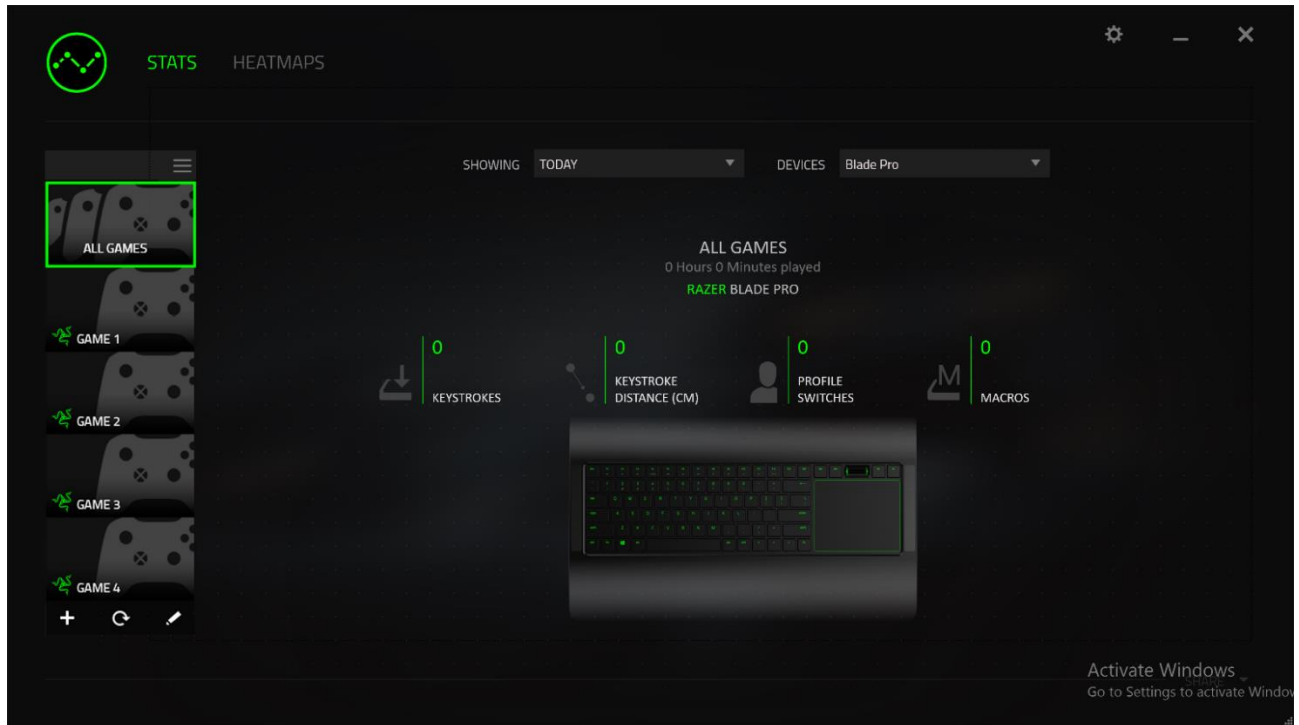 STATS HEATMAPS
SHOWING TODAY DEVICES Blade Pro
ALL GAMES
GAME 1
GAME 2
GAME 3
GAME 4
ALL GAMES
0 Hours 0 Minutes played
RAZER BLADE PRO
0
KEYSTROKES
0
KEYSTROKE
DISTANCE (CM)
0
PROFILE
SWITCHES
M
0
MACROS
Activate Windows
SHARE
Go to Settings to activate Window